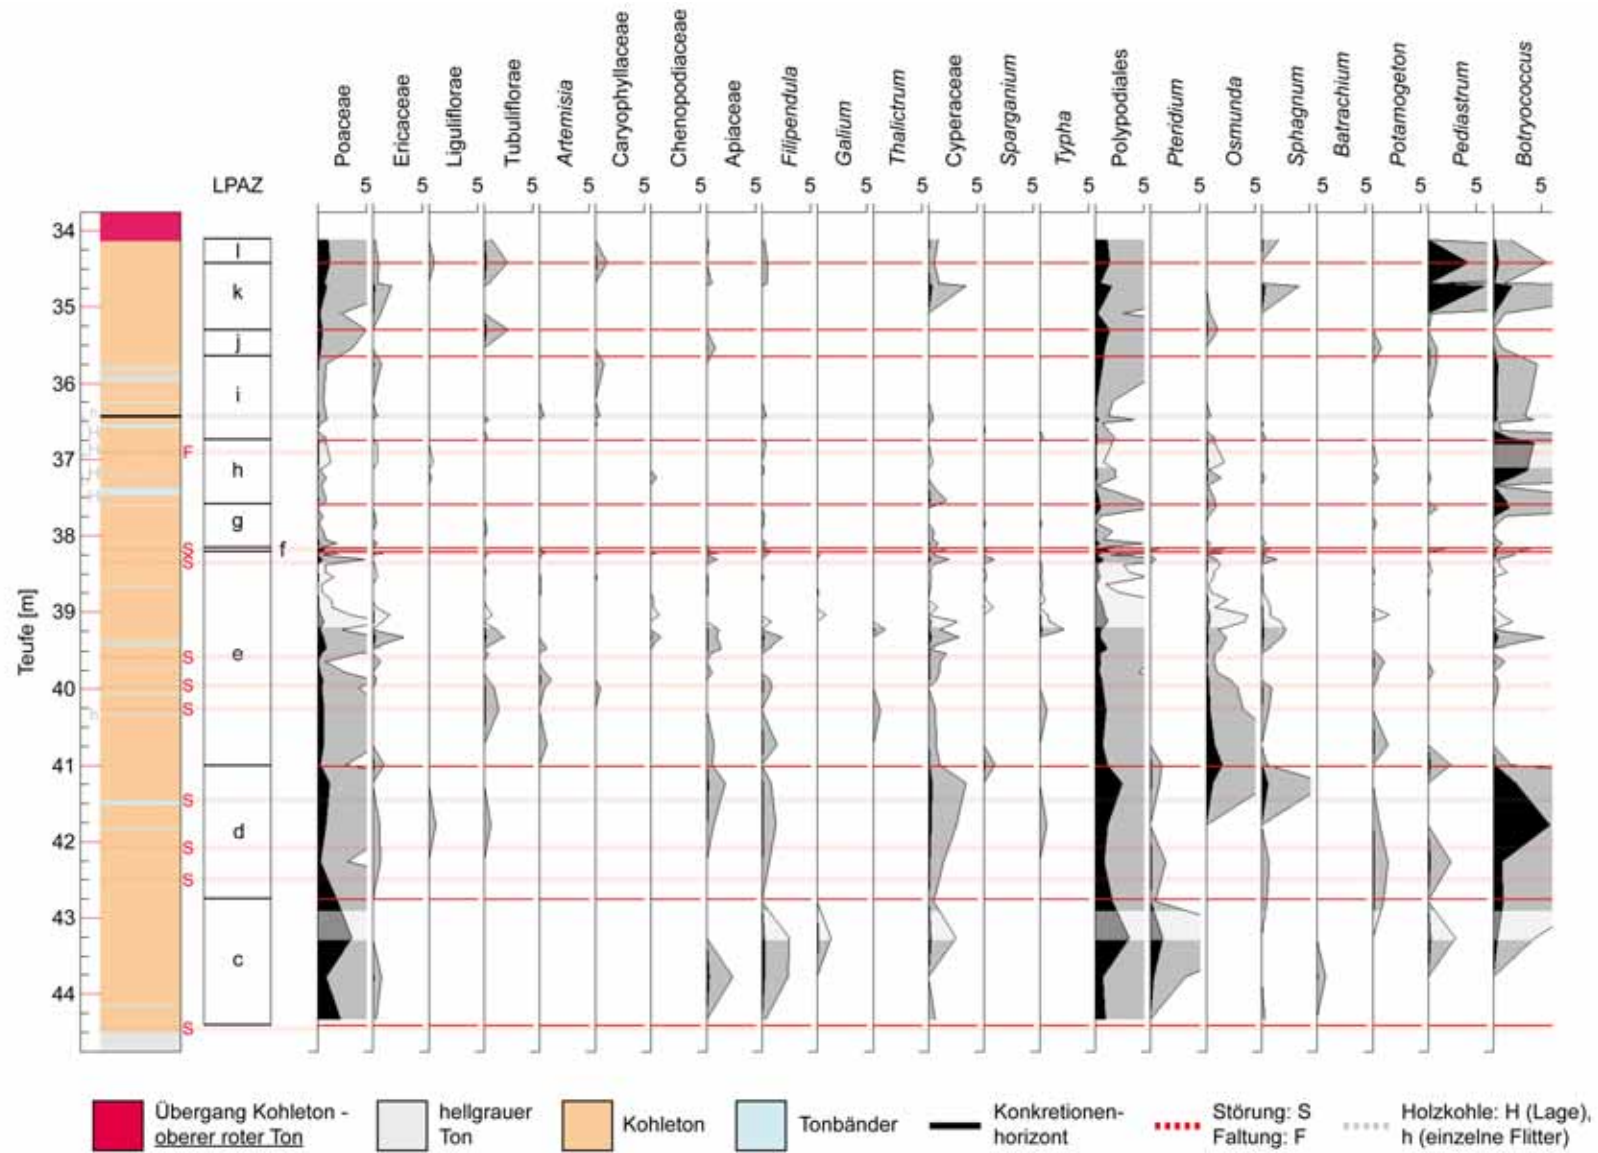 Poaceae
Ericaceae
Liguliflorae
Tubuliflorae
Artemisia
Caryophyllaceae
Chenopodiaceae
Apiaceae
Filipendula
Galium
Thalictrum
Cyperaceae
Sparganium
Typha
Polypodiales
Pteridium
Osmunda
Sphagnum
Batrachium
Potamogeton
Pediastrum
Botryococcus
LPAZ 5 5 5 5 5 5 5 5 5 5 5 5 5 5 5 5 5 5 5 5 5 5
34
l
k
35
j
36
i
F
37
h
g
38
S
f
S
39
e
S
40
S
S
41
S
d
42
S
S
43
c
44
S
Teufe [m]
Übergang Kohleton -
oberer roter Ton
hellgrauer
Ton
Kohleton
Tonbänder
Konkretionen-
horizont
Störung: S
Faltung: F
Holzkohle: H (Lage),
h (einzelne Flitter)